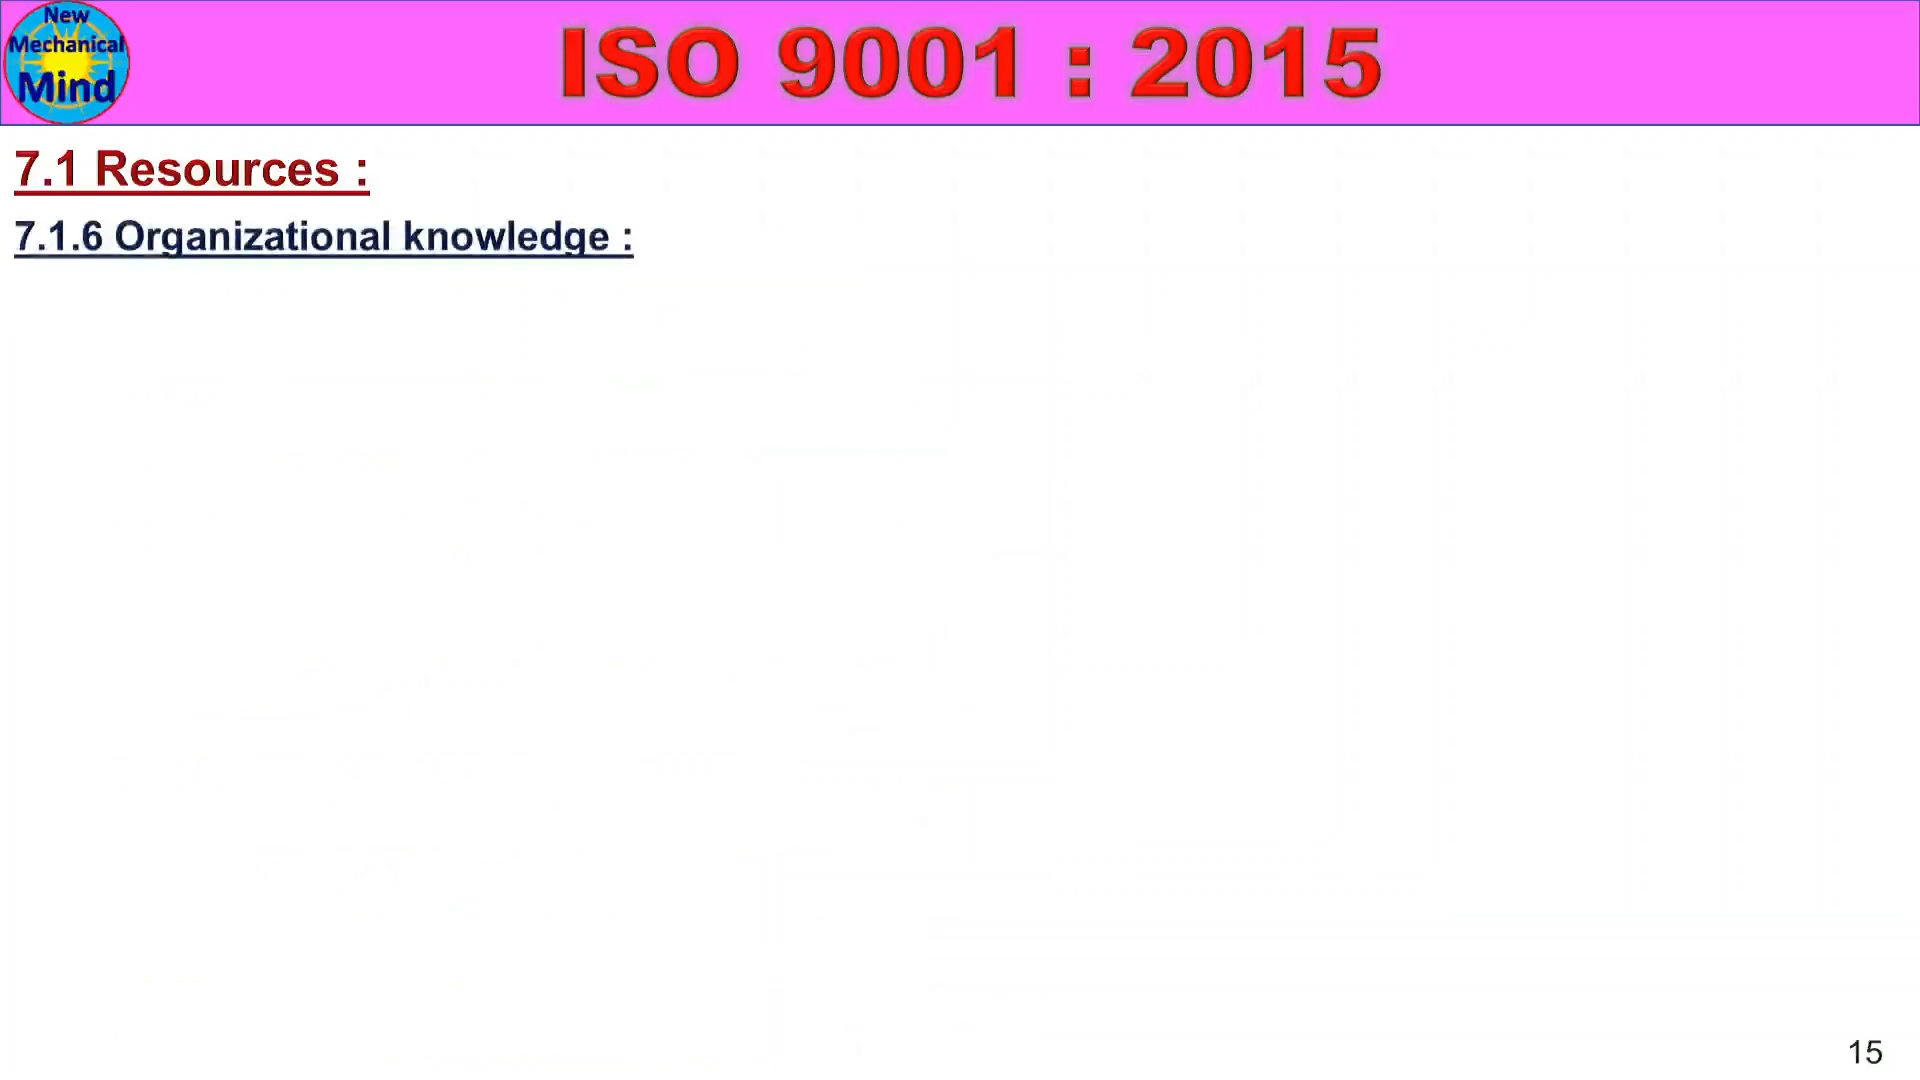 New
Mechanical
Mind
ISO 9001 : 2015
7.1 Resources :
7.1.6 Organizational knowledge :
15